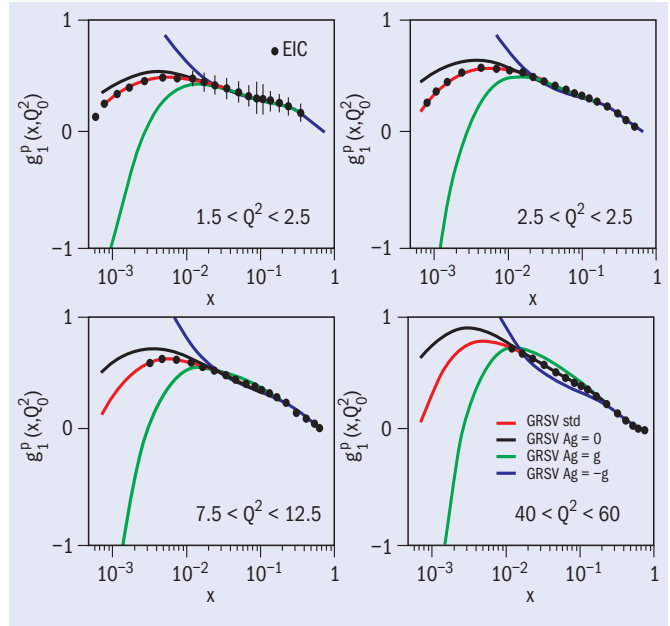 1
EIC
g₁ᵖ (x,Q₀²)
0
1.5 < Q² < 2.5
−1
10⁻³ 10⁻² 10⁻¹ 1
x
1
g₁ᵖ (x,Q₀²)
0
2.5 < Q² < 2.5
−1
10⁻³ 10⁻² 10⁻¹ 1
x
1
g₁ᵖ (x,Q₀²)
0
7.5 < Q² < 12.5
−1
10⁻³ 10⁻² 10⁻¹ 1
x
1
g₁ᵖ (x,Q₀²)
0
GRSV std
GRSV Ag = 0
GRSV Ag = g
GRSV Ag = −g
40 < Q² < 60
−1
10⁻³ 10⁻² 10⁻¹ 1
x